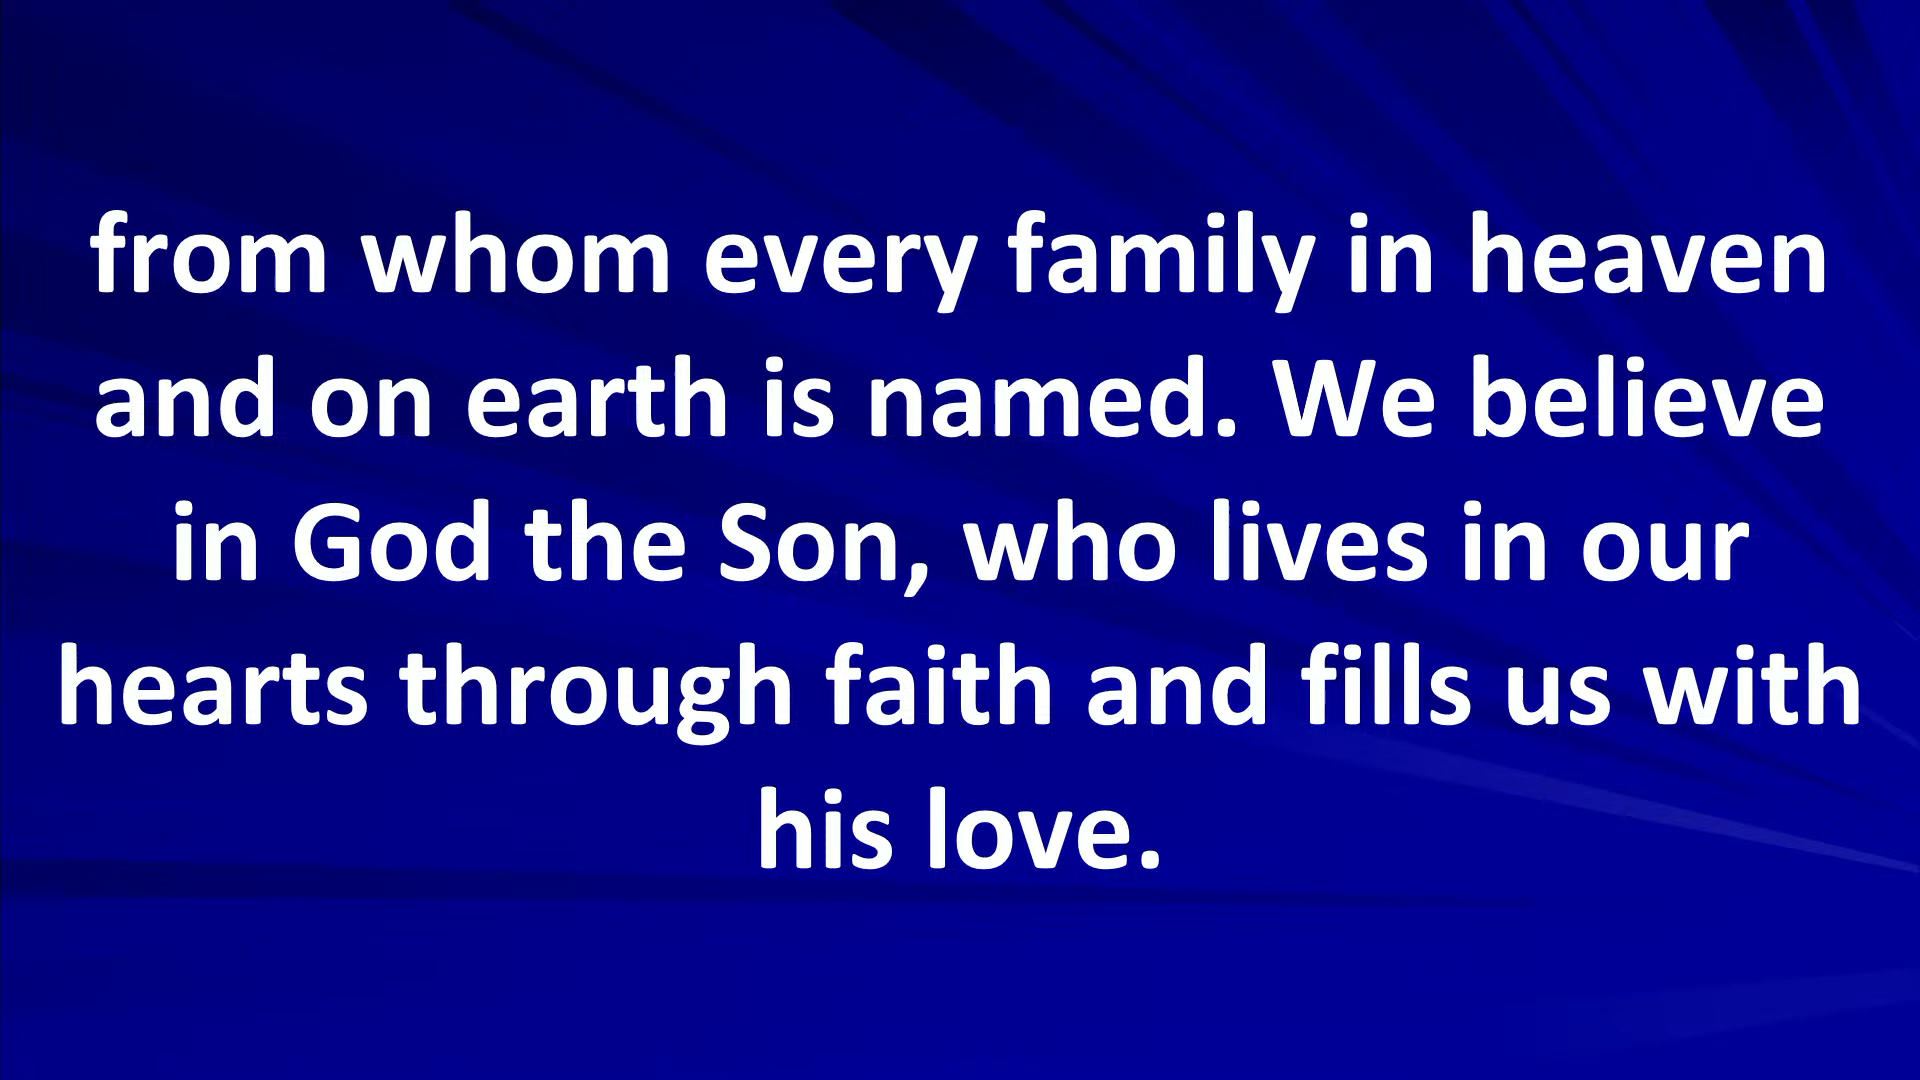 from whom every family in heaven
and on earth is named. We believe
in God the Son, who lives in our
hearts through faith and fills us with
his love.